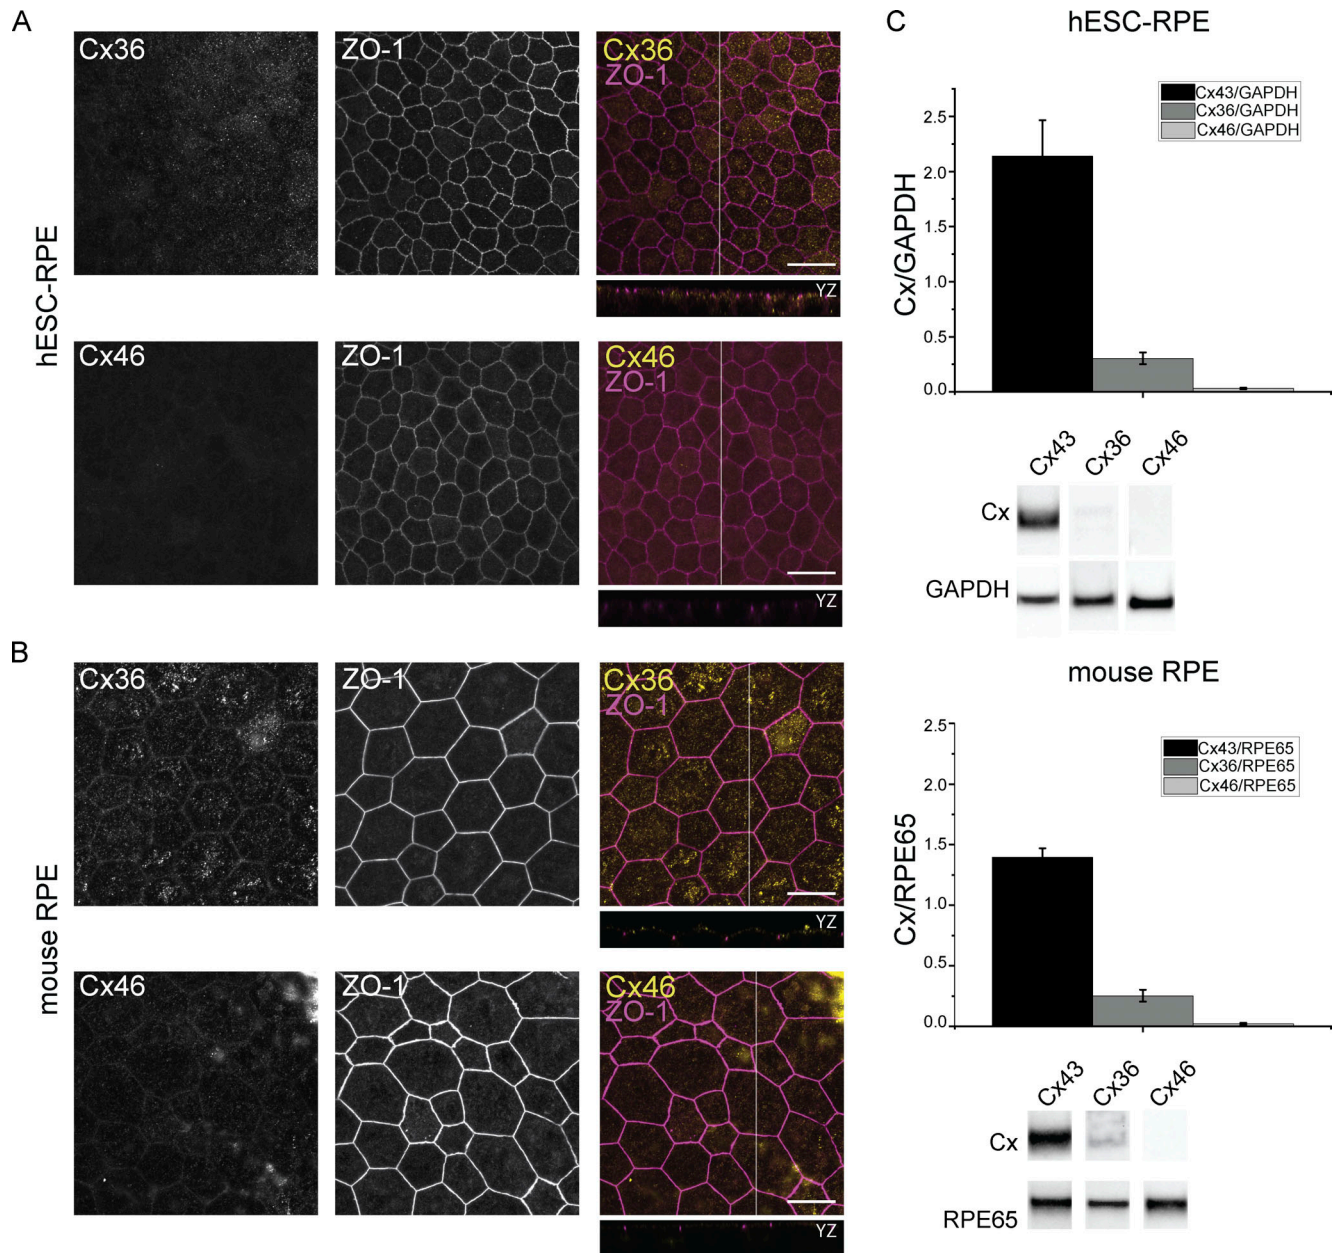 A
hESC-RPE
Cx36
ZO-1
Cx36
ZO-1
YZ
Cx46
ZO-1
Cx46
ZO-1
YZ
B
mouse RPE
Cx36
ZO-1
Cx36
ZO-1
YZ
Cx46
ZO-1
Cx46
ZO-1
YZ
C
hESC-RPE
Cx43/GAPDH
Cx36/GAPDH
Cx46/GAPDH
Cx/GAPDH
2.5
2.0
1.5
1.0
0.5
0.0
Cx43 Cx36 Cx46
Cx
GAPDH
mouse RPE
Cx43/RPE65
Cx36/RPE65
Cx46/RPE65
Cx/RPE65
2.5
2.0
1.5
1.0
0.5
0.0
Cx43 Cx36 Cx46
Cx
RPE65